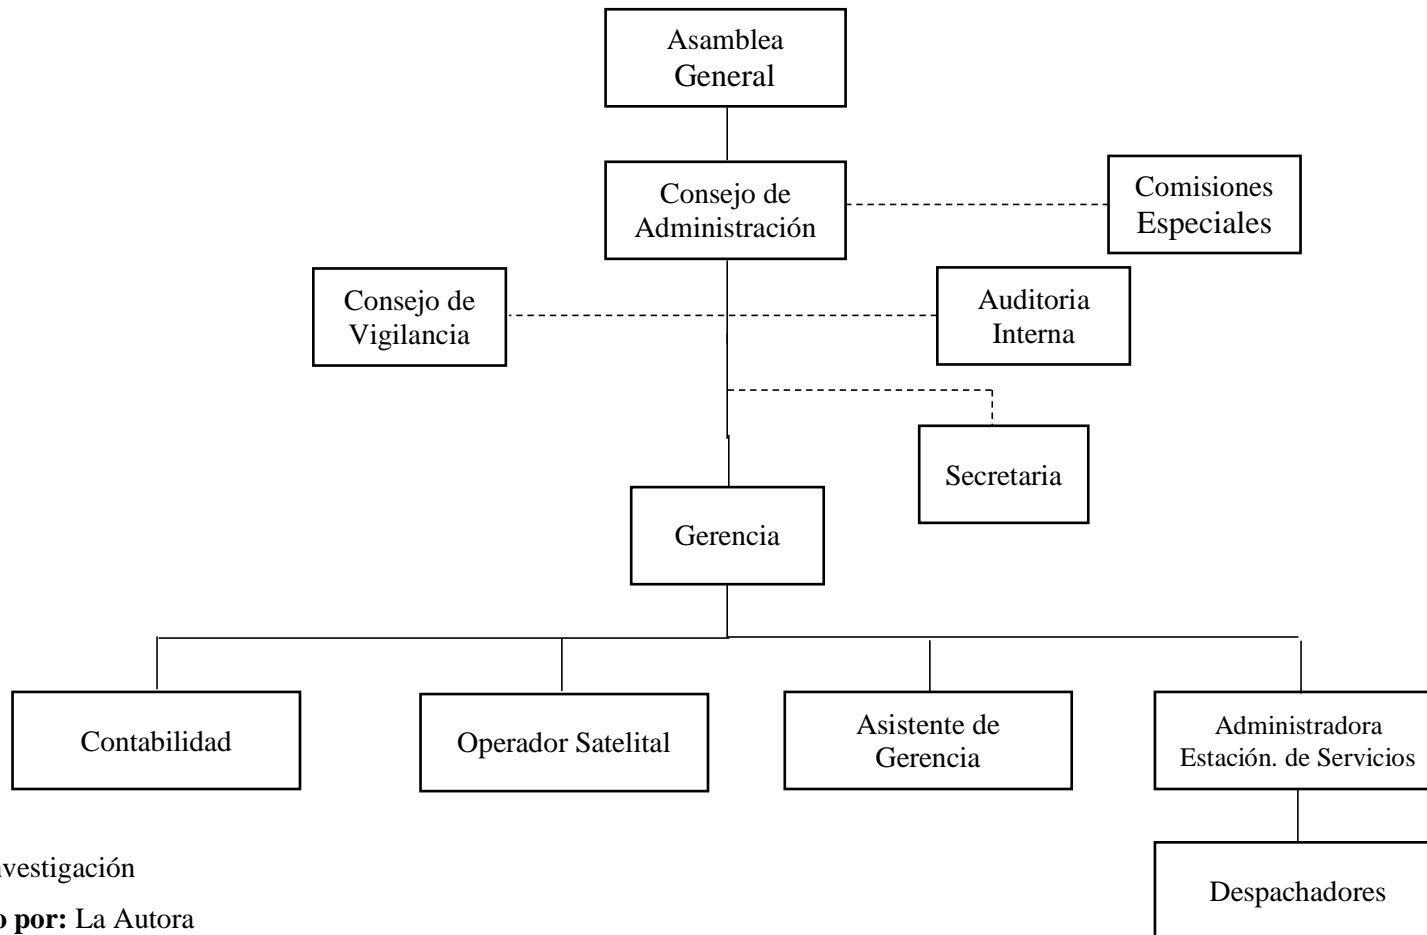 Asamblea
General
Consejo de
Administración
Comisiones
Especiales
Consejo de
Vigilancia
Auditoria
Interna
Secretaria
Gerencia
Contabilidad
Operador Satelital
Asistente de
Gerencia
Administradora
Estación. de Servicios
Despachadores
nvestigación
o por: La Autora